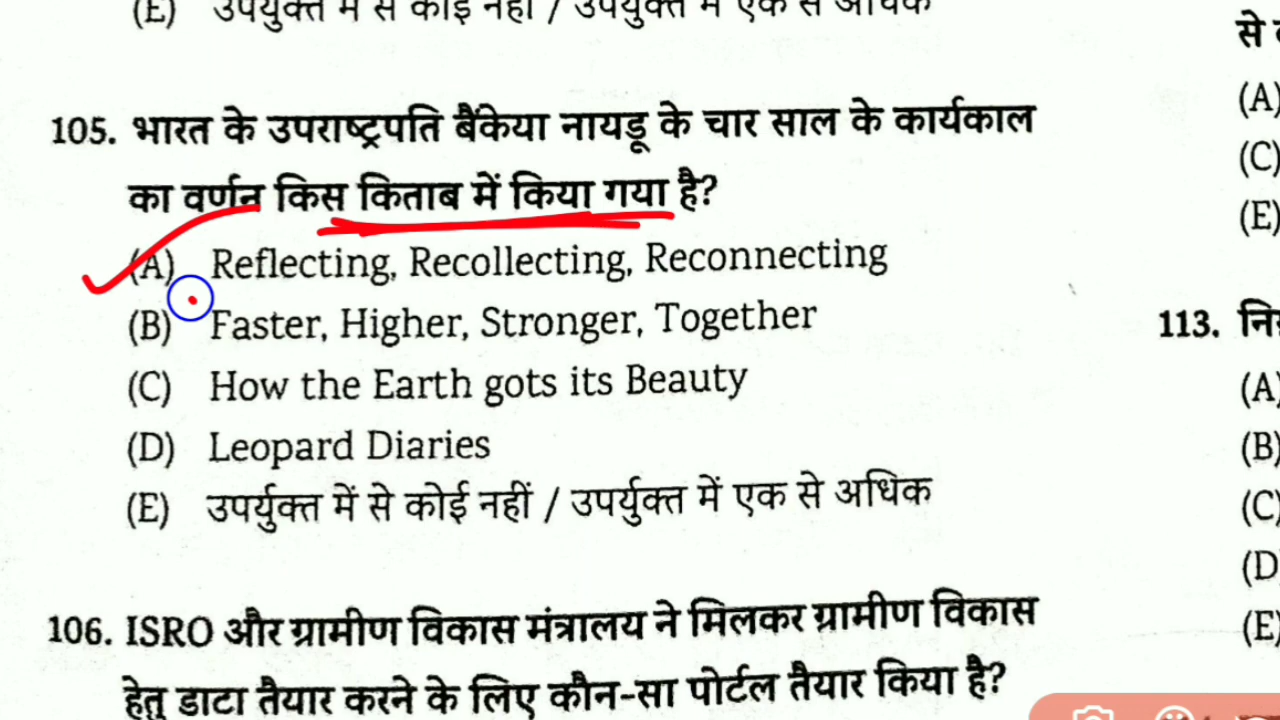 (E) उपर्युक्त में से कोई नहीं / उपर्युक्त में एक से अधिक
105. भारत के उपराष्ट्रपति बैंकेया नायडू के चार साल के कार्यकाल
का वर्णन किस किताब में किया गया है?
(A) Reflecting, Recollecting, Reconnecting
(B) Faster, Higher, Stronger, Together
(C) How the Earth gots its Beauty
(D) Leopard Diaries
(E) उपर्युक्त में से कोई नहीं / उपर्युक्त में एक से अधिक
106. ISRO और ग्रामीण विकास मंत्रालय ने मिलकर ग्रामीण विकास
हेतु डाटा तैयार करने के लिए कौन-सा पोर्टल तैयार किया है?
से
(A)
(C)
(E)
113.
(A)
(B)
(C)
(D
(E)